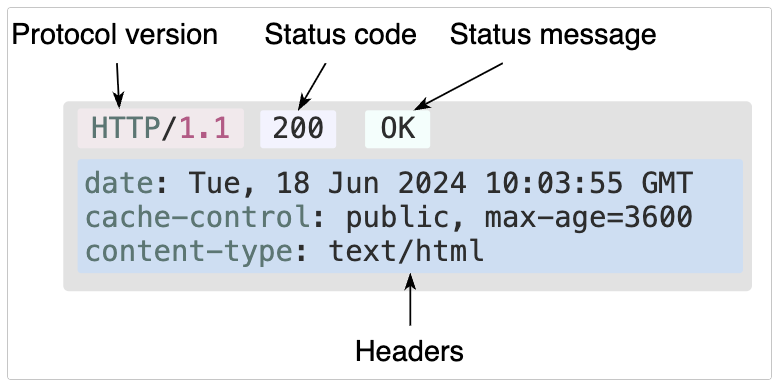 Protocol version Status code Status message
HTTP/1.1 200 OK
date: Tue, 18 Jun 2024 10:03:55 GMT
cache-control: public, max-age=3600
content-type: text/html
Headers